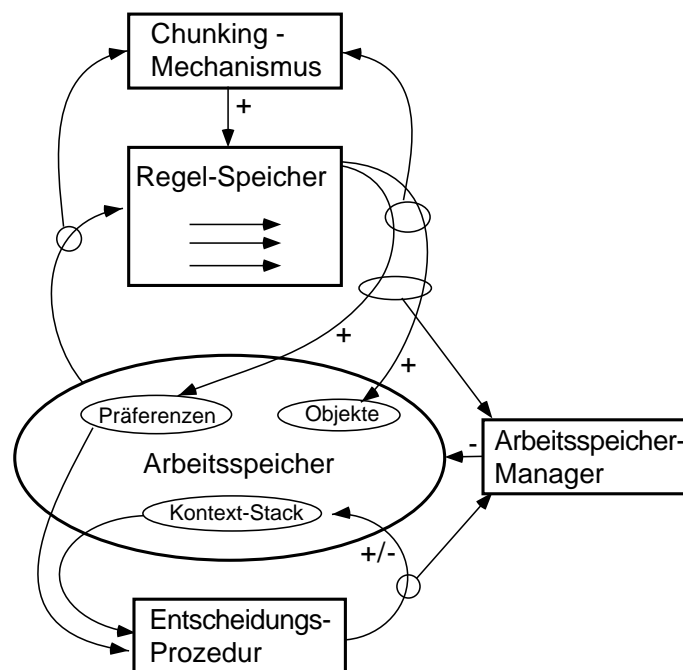 Chunking -
Mechanismus
+
Regel-Speicher
+
+
Präferenzen
Objekte
Arbeitsspeicher
-
Arbeitsspeicher-
Manager
Kontext-Stack
+/-
Entscheidungs-
Prozedur